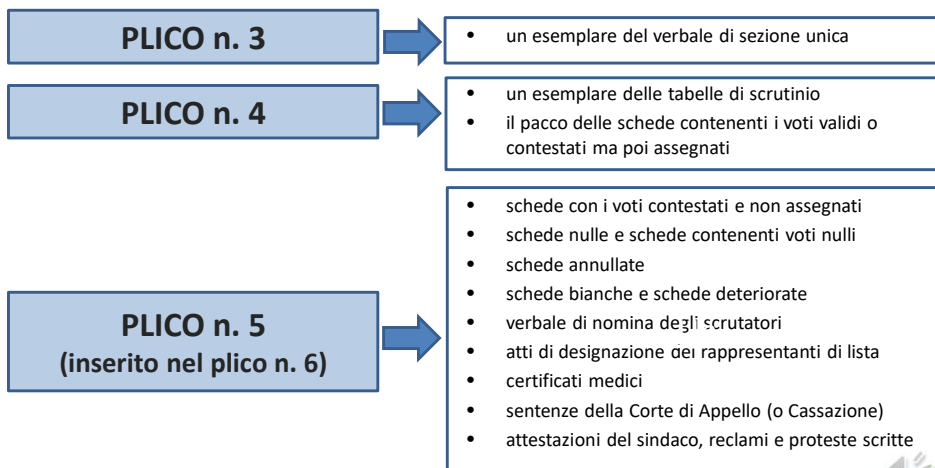 PLICO n. 3
• un esemplare del verbale di sezione unica
PLICO n. 4
• un esemplare delle tabelle di scrutinio
• il pacco delle schede contenenti i voti validi o
contestati ma poi assegnati
PLICO n. 5
(inserito nel plico n. 6)
• schede con i voti contestati e non assegnati
• schede nulle e schede contenenti voti nulli
• schede annullate
• schede bianche e schede deteriorate
• verbale di nomina degli scrutatori
• atti di designazione dei rappresentanti di lista
• certificati medici
• sentenze della Corte di Appello (o Cassazione)
• attestazioni del sindaco, reclami e proteste scritte